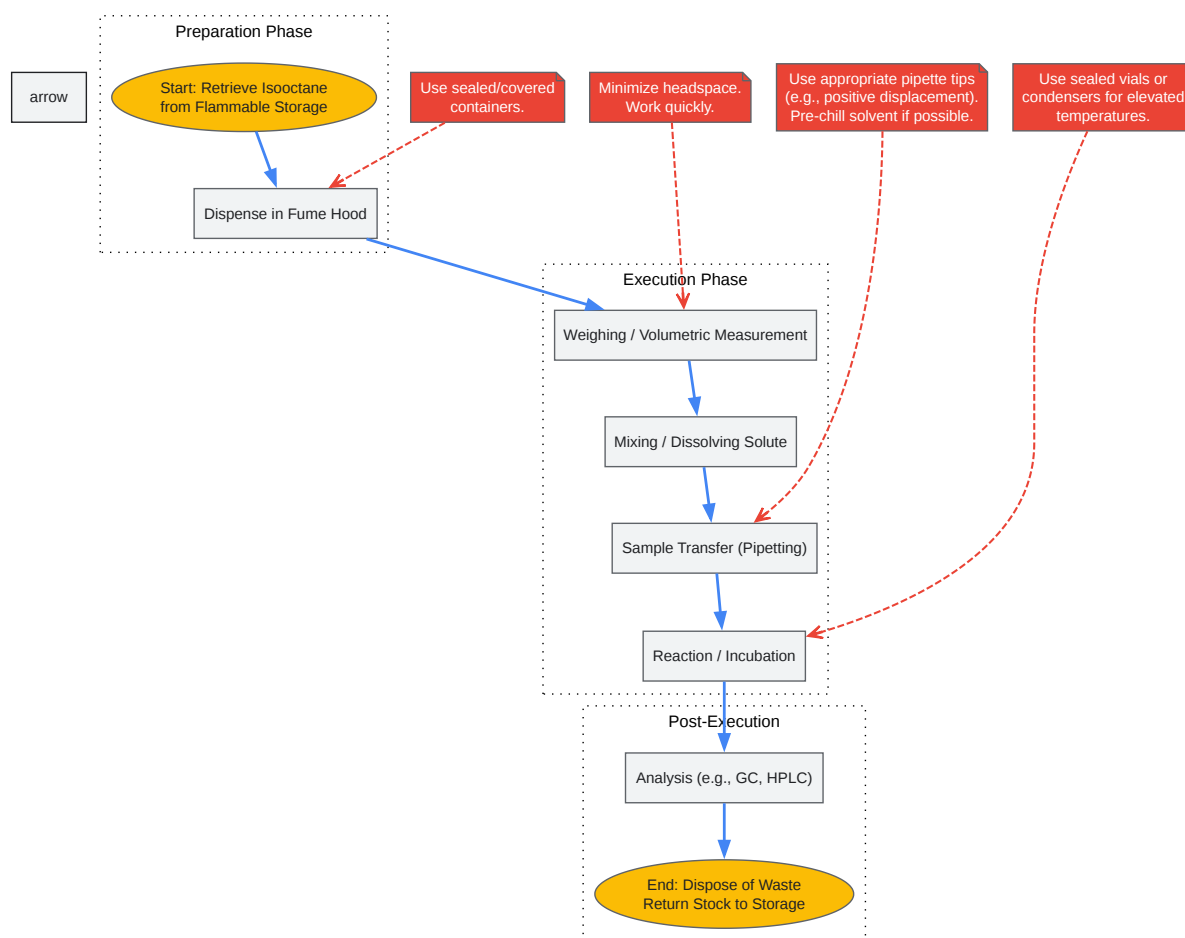 Preparation Phase
arrow
Start: Retrieve Isooctane
from Flammable Storage
Use sealed/covered
containers.
Minimize headspace.
Work quickly.
Use appropriate pipette tips
(e.g., positive displacement).
Pre-chill solvent if possible.
Use sealed vials or
condensers for elevated
temperatures.
Dispense in Fume Hood
Execution Phase
Weighing / Volumetric Measurement
Mixing / Dissolving Solute
Sample Transfer (Pipetting)
Reaction / Incubation
Post-Execution
Analysis (e.g., GC, HPLC)
End: Dispose of Waste
Return Stock to Storage